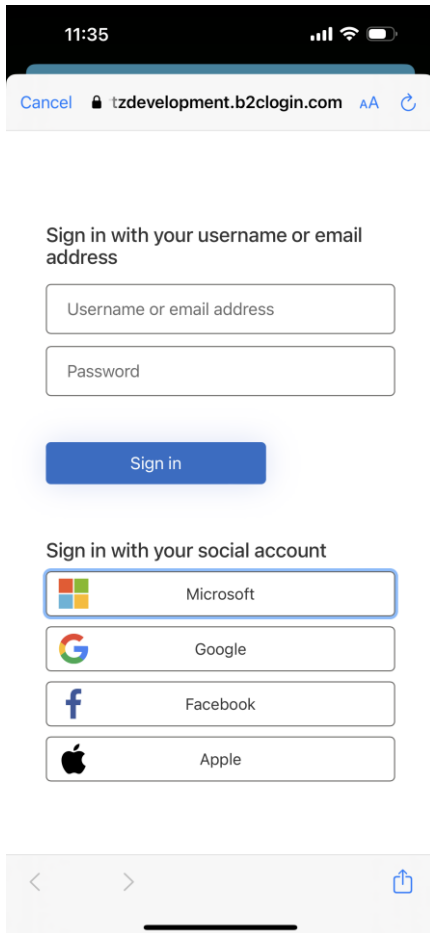 11:35
Cancel tzdevelopment.b2clogin.com AA
Sign in with your username or email
address
Username or email address
Password
Sign in
Sign in with your social account
Microsoft
Google
Facebook
Apple